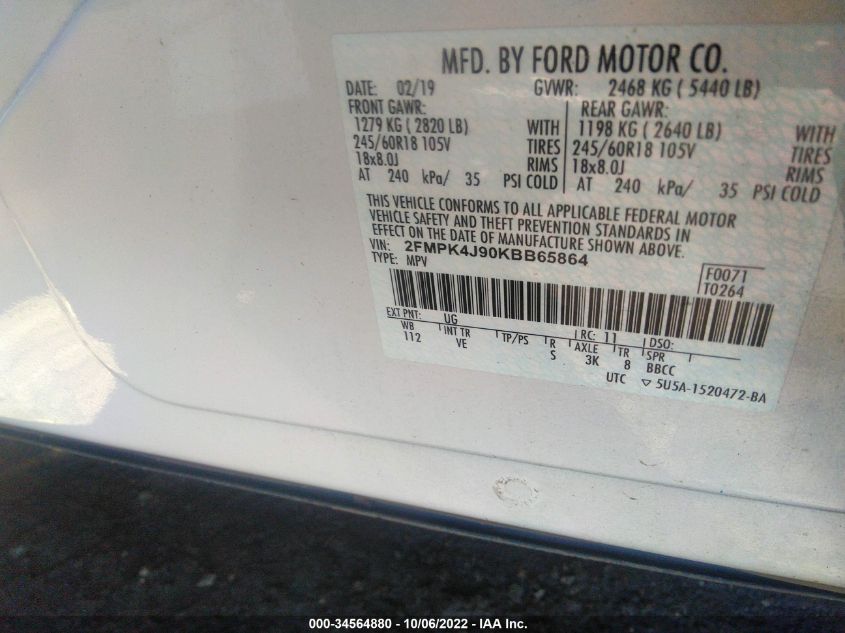 MFD. BY FORD MOTOR CO.
DATE: 02/19 GVWR: 2468 KG ( 5440 LB)
FRONT GAWR: REAR GAWR:
1279 KG ( 2820 LB) WITH 1198 KG ( 2640 LB) WITH
245/60R18 105V TIRES 245/60R18 105V TIRES
18x8.0J RIMS 18x8.0J RIMS
AT 240 kPa/ 35 PSI COLD AT 240 kPa/ 35 PSI COLD
THIS VEHICLE CONFORMS TO ALL APPLICABLE FEDERAL MOTOR
VEHICLE SAFETY AND THEFT PREVENTION STANDARDS IN
EFFECT ON THE DATE OF MANUFACTURE SHOWN ABOVE.
VIN: 2FMPK4J90KBB65864
TYPE: MPV
F0071
T0264
EXT PNT: UG RC: 11 DSO:
WB INT TR TP/PS R AXLE TR SPR
112 VE S 3K 8 BBCC
UTC ▽ 5U5A-1520472-BA
000-34564880 - 10/06/2022 - IAA Inc.